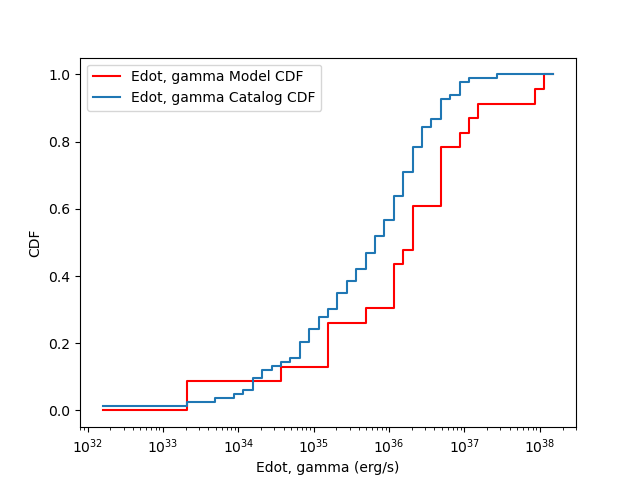 Edot, gamma Model CDF
Edot, gamma Catalog CDF
1.0
0.8
0.6
0.4
0.2
0.0
CDF
10^32 10^33 10^34 10^35 10^36 10^37 10^38
Edot, gamma (erg/s)